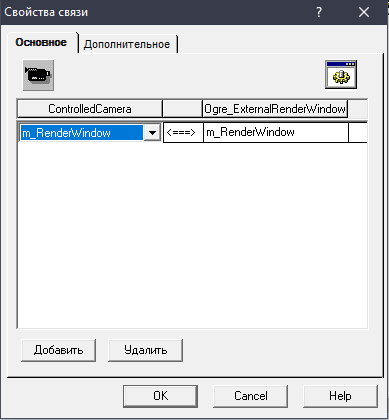 Свойства связи
Основное Дополнительное
ControlledCamera Ogre_ExternalRenderWindow
m_RenderWindow <===> m_RenderWindow
Добавить Удалить
OK Cancel Help